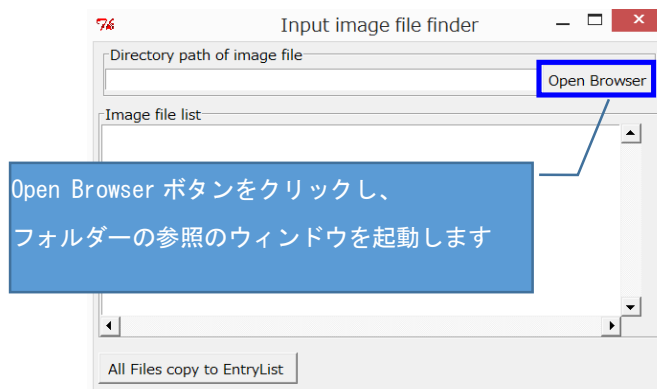 Input image file finder
Directory path of image file
Open Browser
Image file list
Open Browser ボタンをクリックし、
フォルダーの参照のウィンドウを起動します
All Files copy to EntryList